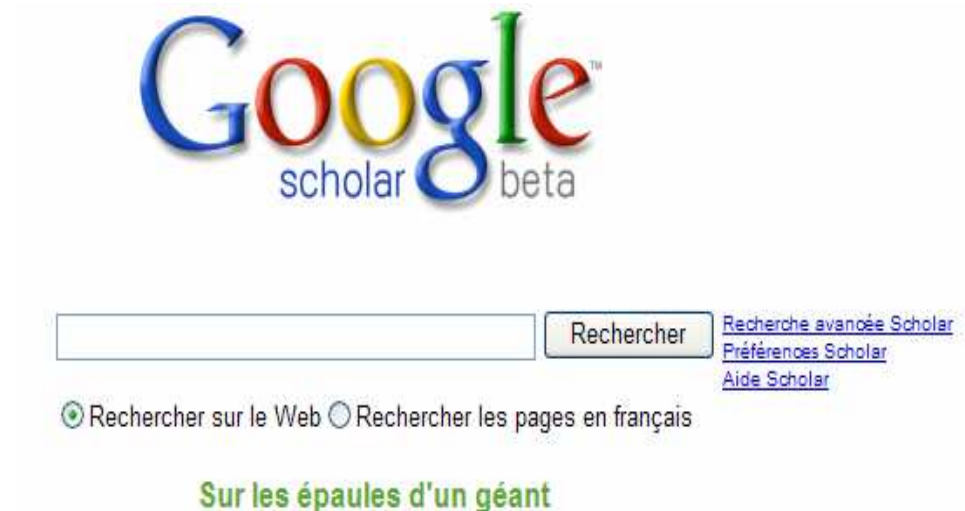 Google™
scholar beta
Rechercher Recherche avancée Scholar
Préférences Scholar
Aide Scholar
Rechercher sur le Web Rechercher les pages en français
Sur les épaules d'un géant